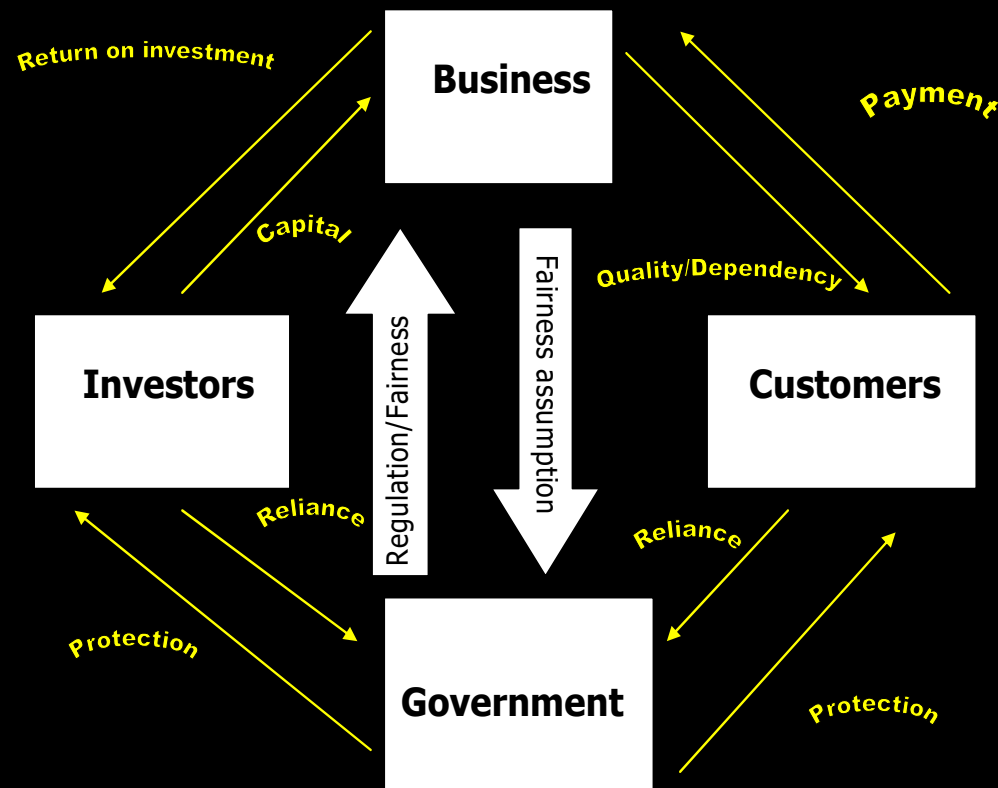 Business
Return on investment
Payment
Capital
Quality/Dependency
Regulation/Fairness
Fairness assumption
Investors
Customers
Reliance
Reliance
Protection
Government
Protection